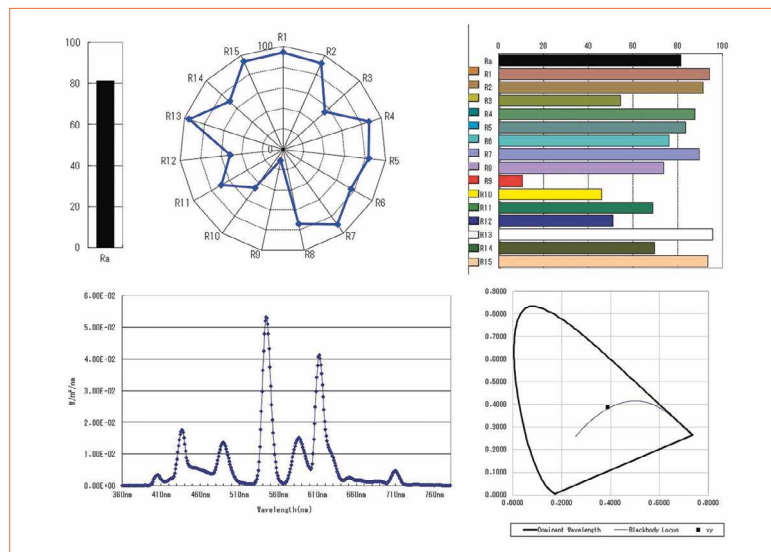 100
80
60
40
20
0
Ra
R1
R2
R3
R4
R5
R6
R7
R8
R9
R10
R11
R12
R13
R14
R15
100
0
0 20 40 60 80 100
Ra
R1
R2
R3
R4
R5
R6
R7
R8
R9
R10
R11
R12
R13
R14
R15
6.00E-02
5.00E-02
4.00E-02
3.00E-02
2.00E-02
1.00E-02
0.00E+00
W/m²/nm
360nm 410nm 460nm 510nm 560nm 610nm 660nm 710nm 760nm
Wavelength(nm)
0.9000
0.8000
0.7000
0.6000
0.5000
0.4000
0.3000
0.2000
0.1000
0.0000
0.0000 0.2000 0.4000 0.6000 0.8000
Dominant Wavelength Blackbody Locus xy